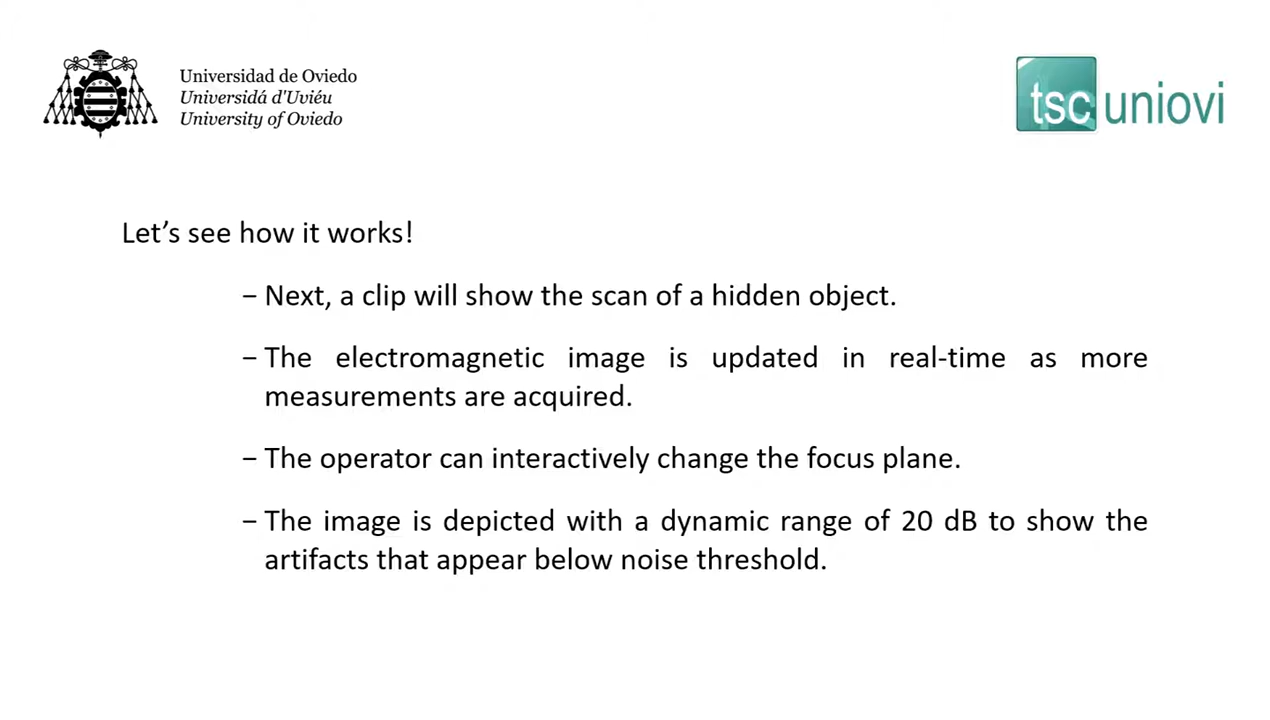 Universidad de Oviedo
Universidá d'Uviéu
University of Oviedo
tsc uniovi
Let’s see how it works!
− Next, a clip will show the scan of a hidden object.
− The electromagnetic image is updated in real-time as more
measurements are acquired.
− The operator can interactively change the focus plane.
− The image is depicted with a dynamic range of 20 dB to show the
artifacts that appear below noise threshold.